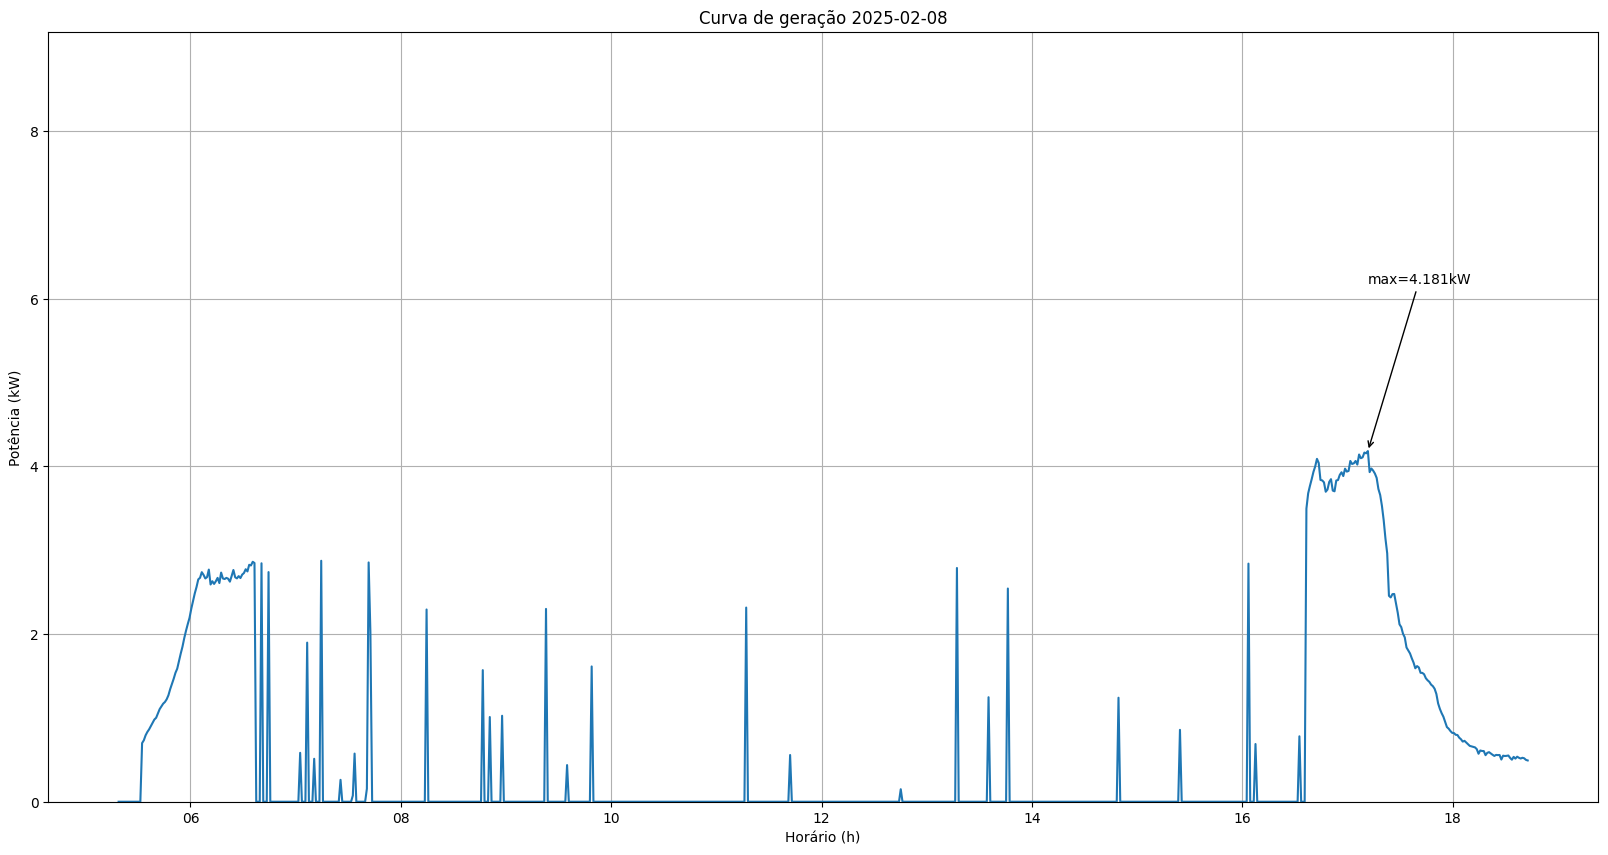 Curva de geração 2025-02-08
Potência (kW)
8
6
4
2
0
max=4.181kW
06 08 10 12 14 16 18
Horário (h)